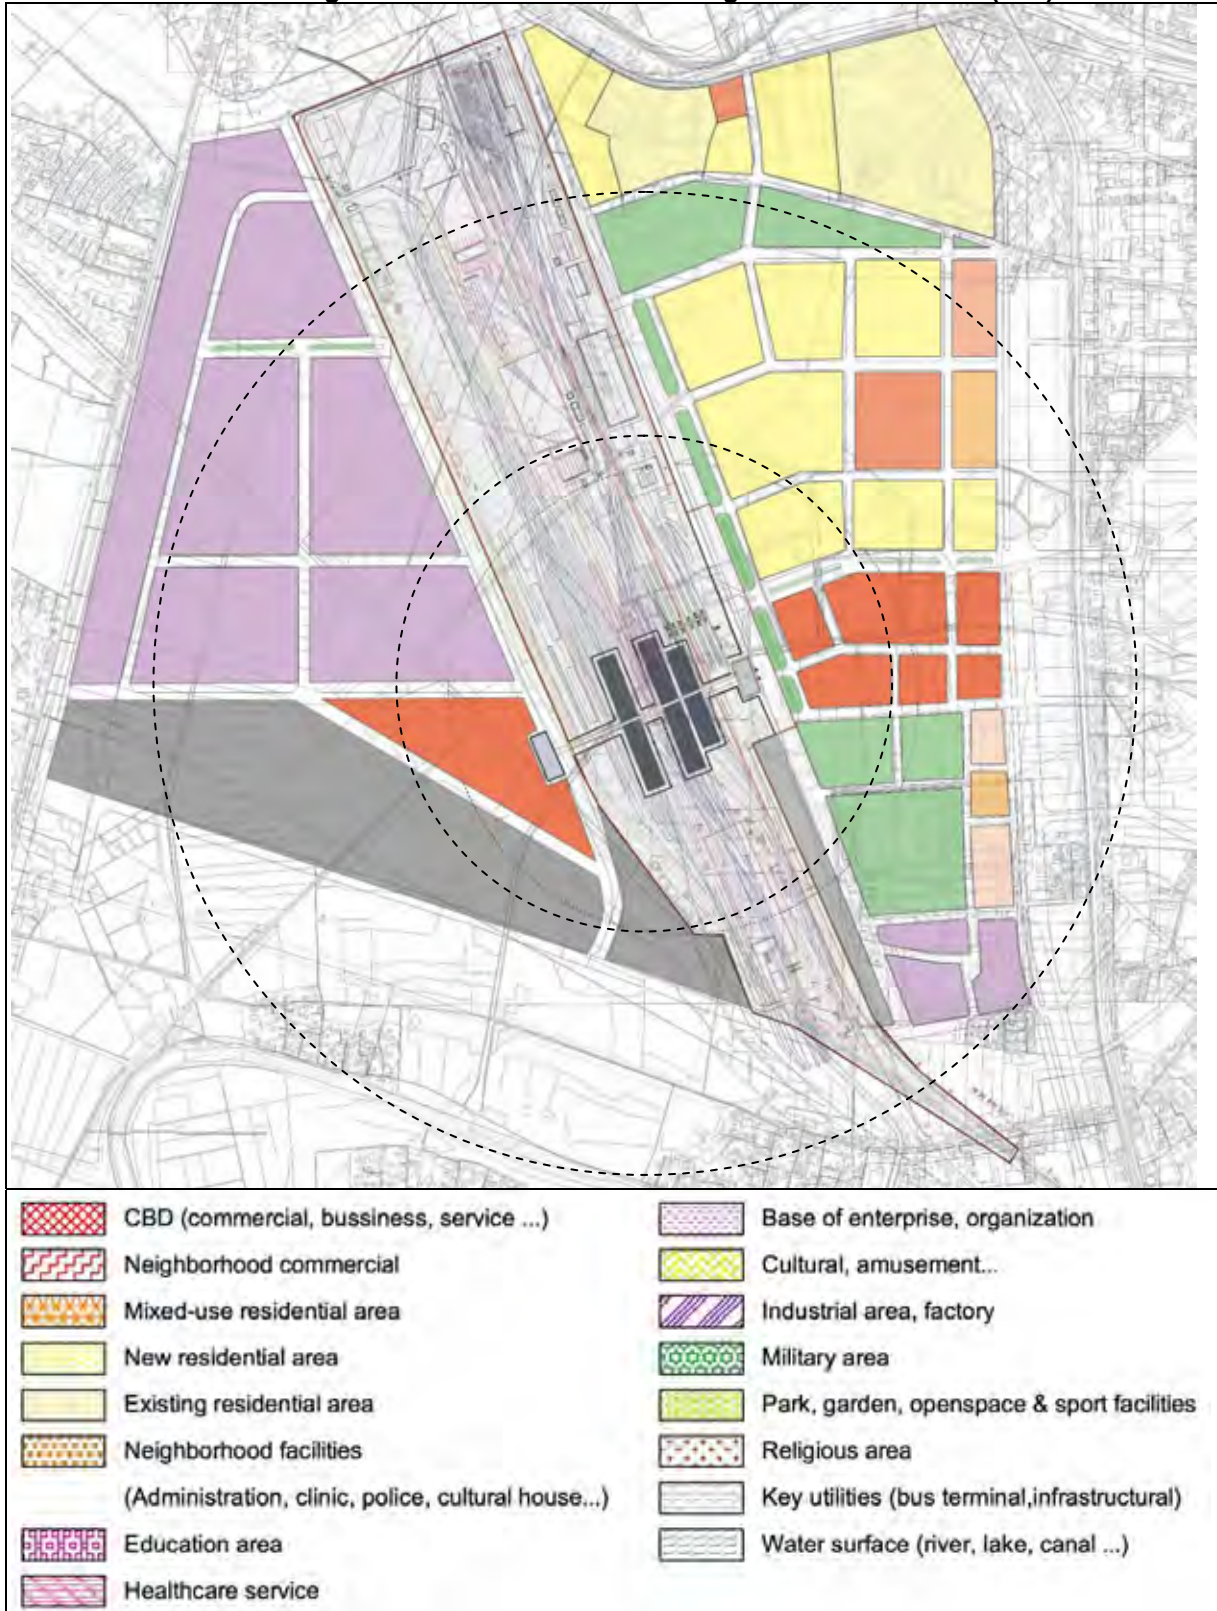 CBD (commercial, bussiness, service ...)
Neighborhood commercial
Mixed-use residential area
New residential area
Existing residential area
Neighborhood facilities
(Administration, clinic, police, cultural house...)
Education area
Healthcare service
Base of enterprise, organization
Cultural, amusement...
Industrial area, factory
Military area
Park, garden, openspace & sport facilities
Religious area
Key utilities (bus terminal,infrastructural)
Water surface (river, lake, canal ...)